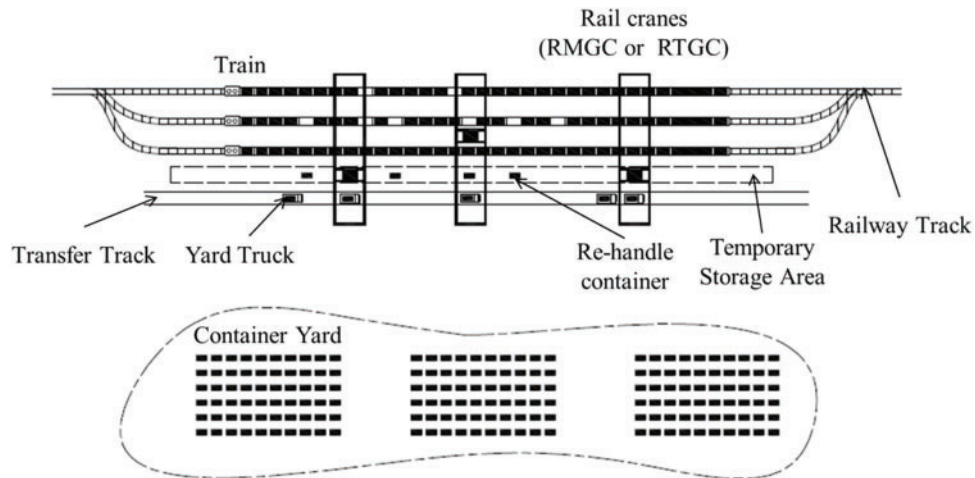 Rail cranes
(RMGC or RTGC)
Train
Transfer Track
Yard Truck
Re-handle
container
Temporary
Storage Area
Railway Track
Container Yard